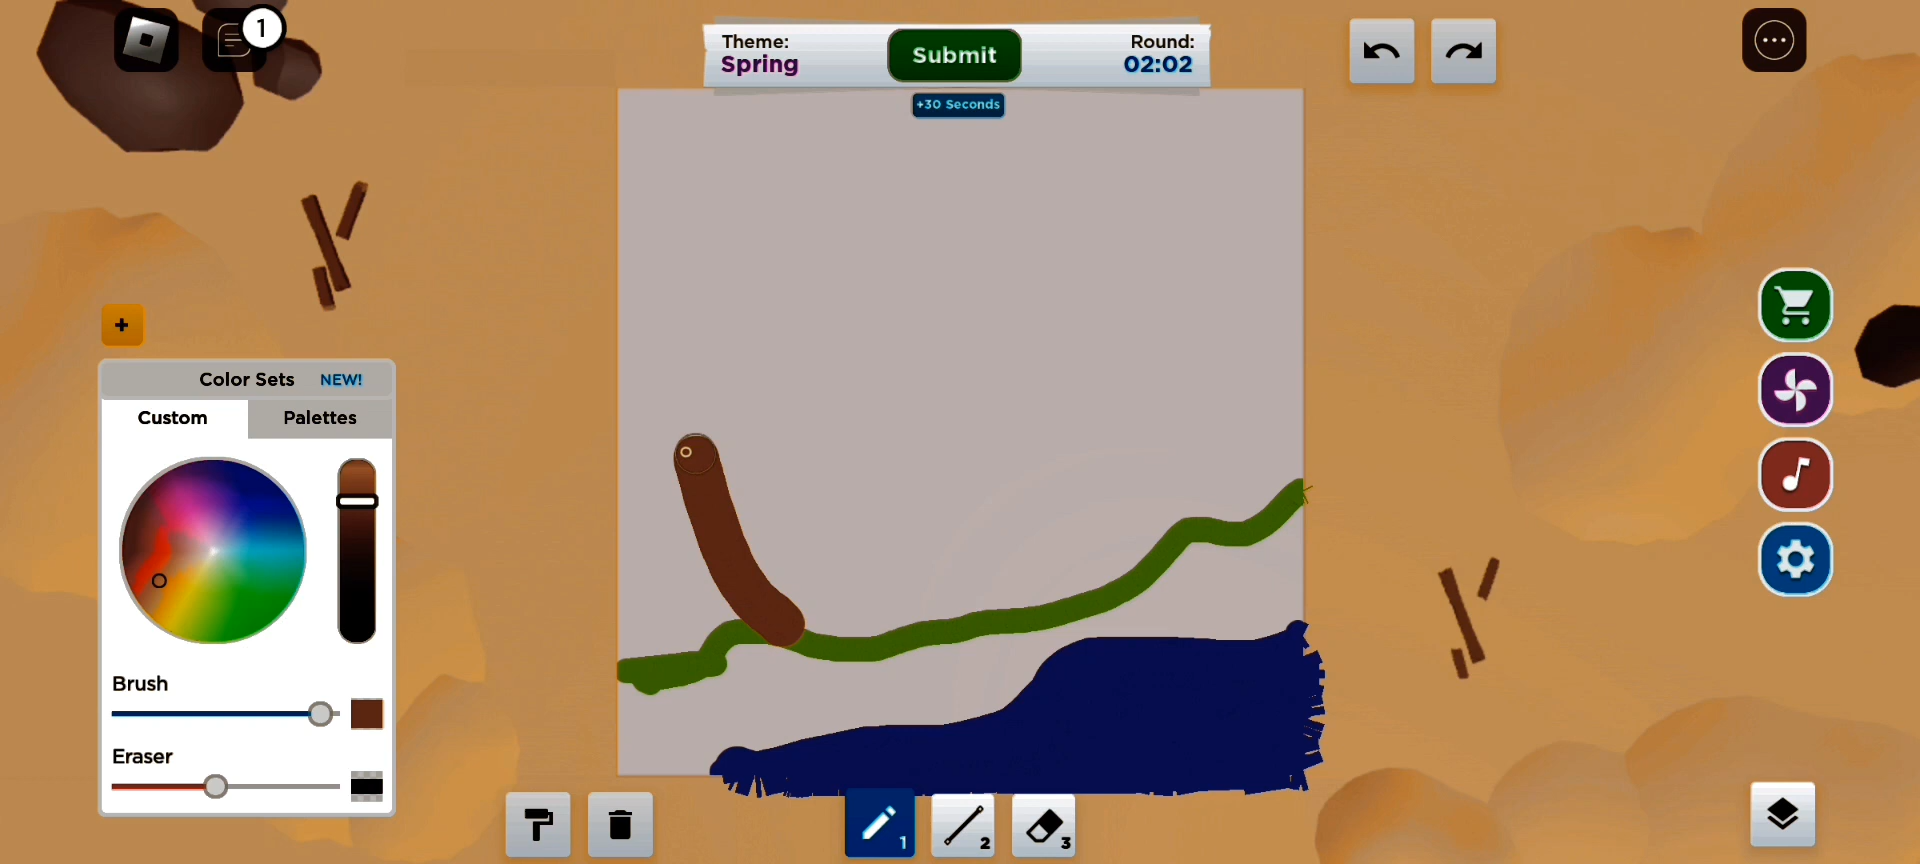 1
Theme:
Spring
Submit
Round:
02:02
+30 Seconds
+
Color Sets NEW!
Custom Palettes
Brush
Eraser
1
2
3